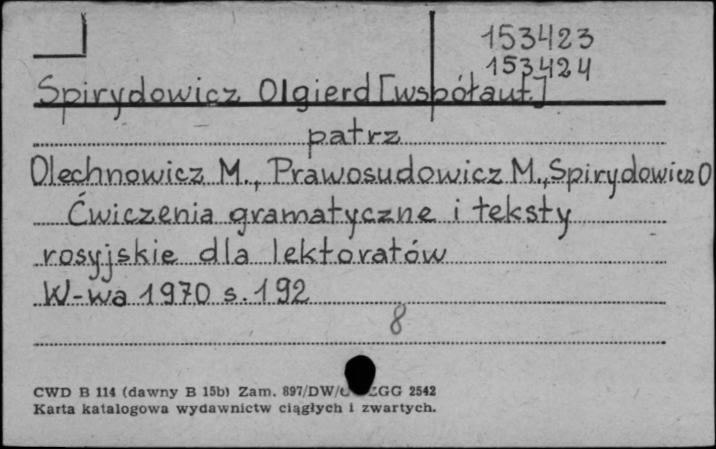 153423
153424
Spirydowicz Olgierd [współaut.]
patrz
Olechnowicz M., Prawosudowicz M., Spirydowicz O
Ćwiczenia gramatyczne i teksty
rosyjskie dla lektoratów
W-wa 1970 s. 192
8
CWD B 114 (dawny B 15b) Zam. 897/DW/ ZGG 2542
Karta katalogowa wydawnictw ciągłych i zwartych.